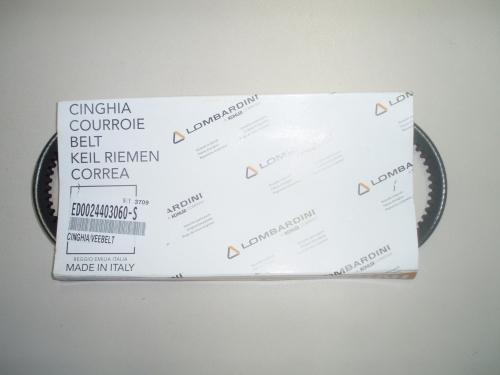 CINGHIA
COURROIE
BELT
KEIL RIEMEN
CORREA
3709
ED0024403060-S
CINGHIA/VEEBELT
REGGIO EMILIA ITALIA
MADE IN ITALY
LOMBARDINI
LOMBARDINI
LOMBARDINI
LOMBARDINI
LOMBARDINI